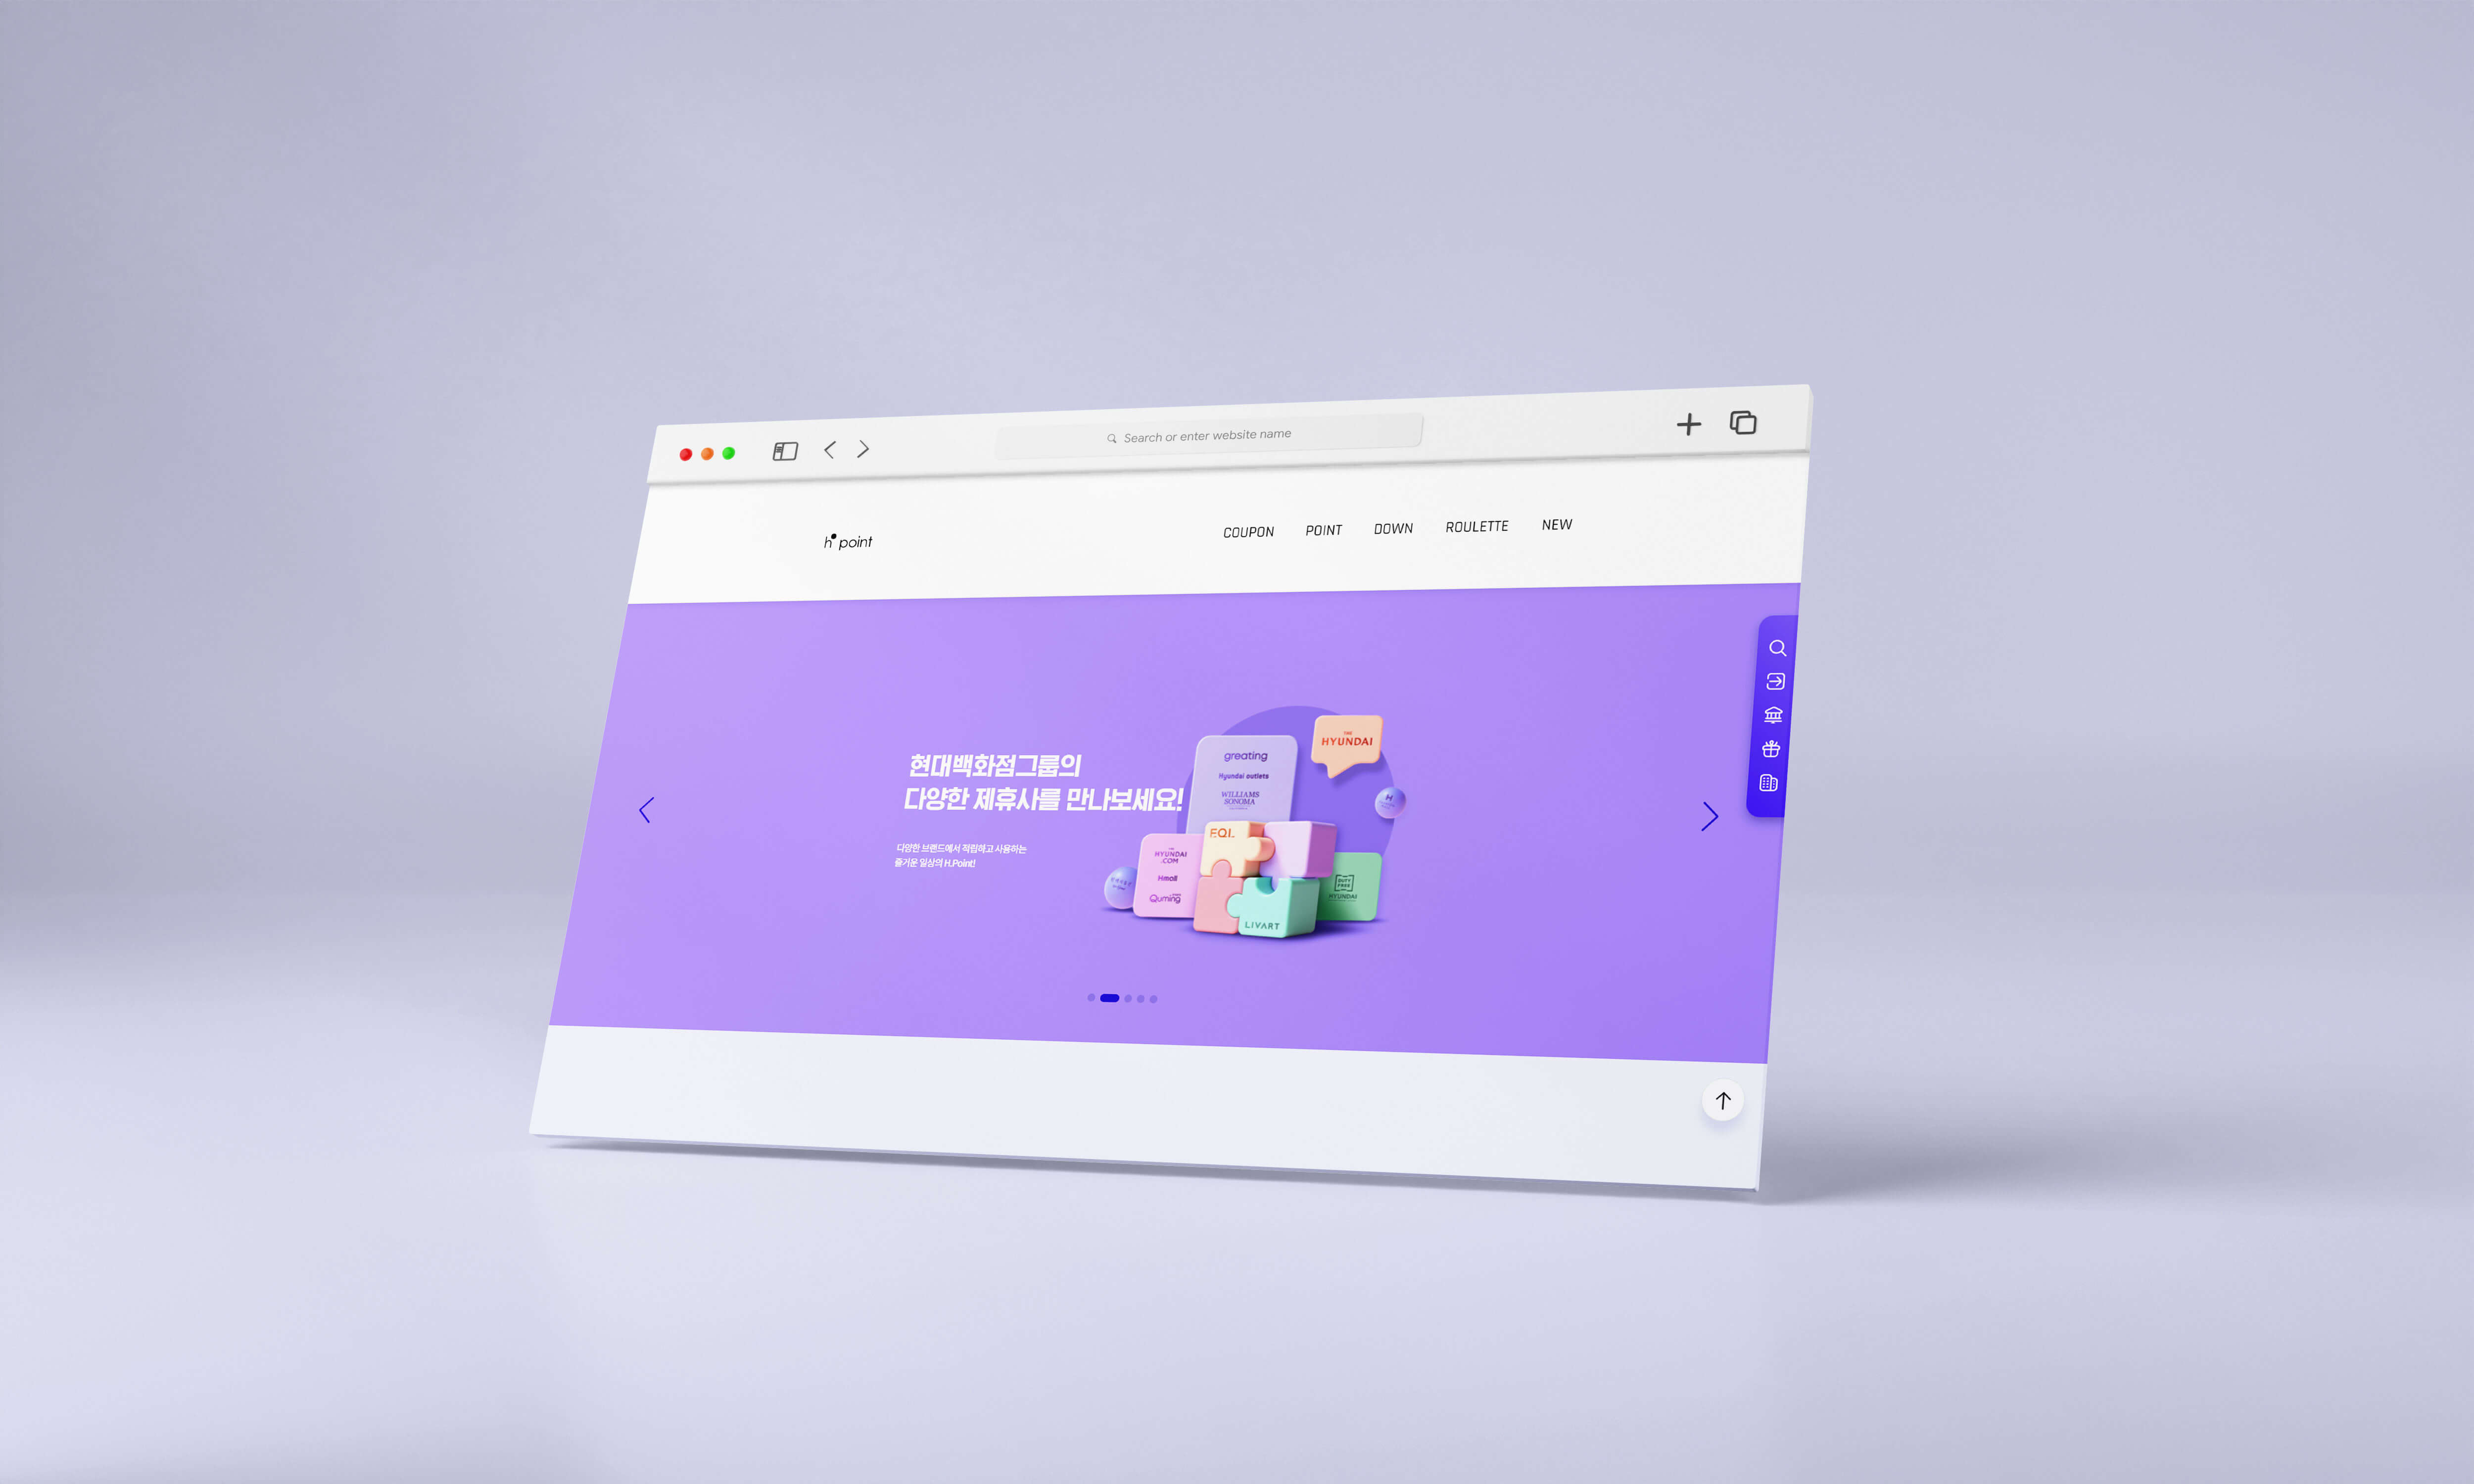 Search or enter website name
h point
COUPON POINT DOWN ROULETTE NEW
현대백화점그룹의
다양한 제휴사를 만나보세요!
다양한 브랜드에서 적립하고 사용하는
즐거운 일상의 H.Point!
THE
HYUNDAI
greating
Hyundai outlets
WILLIAMS
SONOMA
H
EQL
THE
HYUNDAI
.COM
Hmall
Quming
LIVART
DUTY
FREE
HYUNDAI